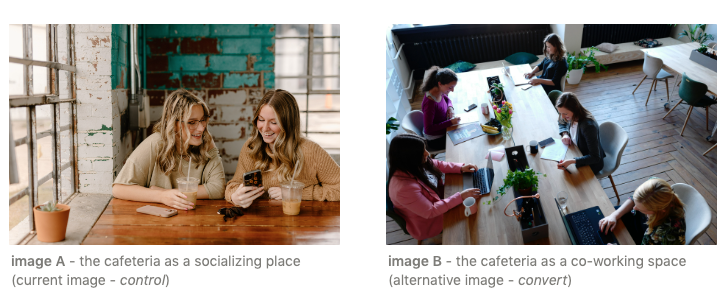 image A - the cafeteria as a socializing place
(current image - control)
image B - the cafeteria as a co-working space
(alternative image - convert)